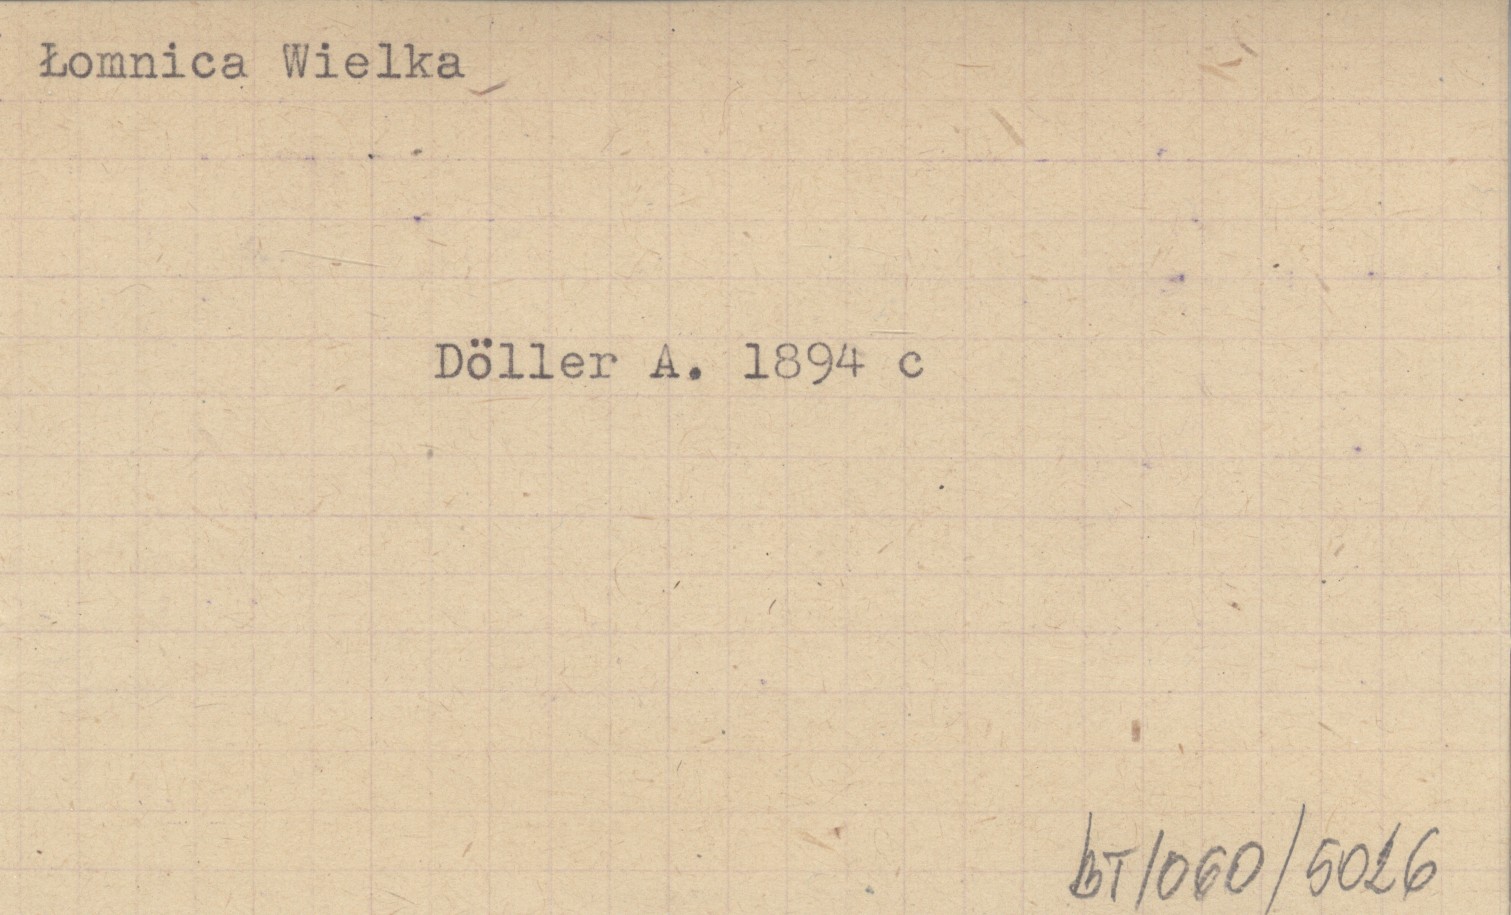 Łomnica Wielka
Döller A. 1894 c
bT/060/5026